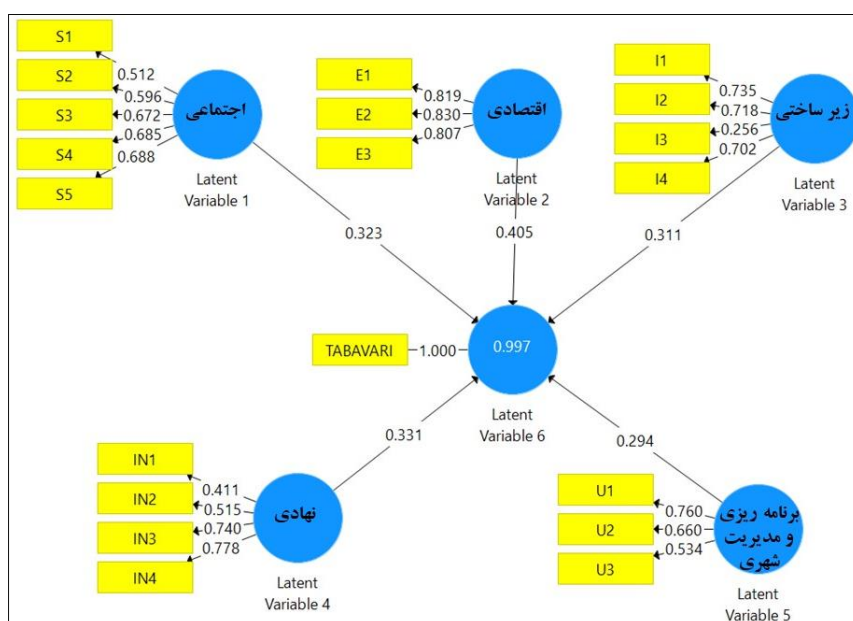 S1
S2
S3
S4
S5
0.512
0.596
0.672
0.685
0.688
اجتماعی
Latent
Variable 1
E1
E2
E3
0.819
0.830
0.807
اقتصادی
Latent
Variable 2
I1
I2
I3
I4
0.735
0.718
0.256
0.702
زیر ساختی
Latent
Variable 3
0.323
0.405
0.311
TABAVARI
1.000
0.997
Latent
Variable 6
0.331
0.294
IN1
IN2
IN3
IN4
0.411
0.515
0.740
0.778
نهادی
Latent
Variable 4
U1
U2
U3
0.760
0.660
0.534
برنامه ریزی
و مدیریت
شهری
Latent
Variable 5